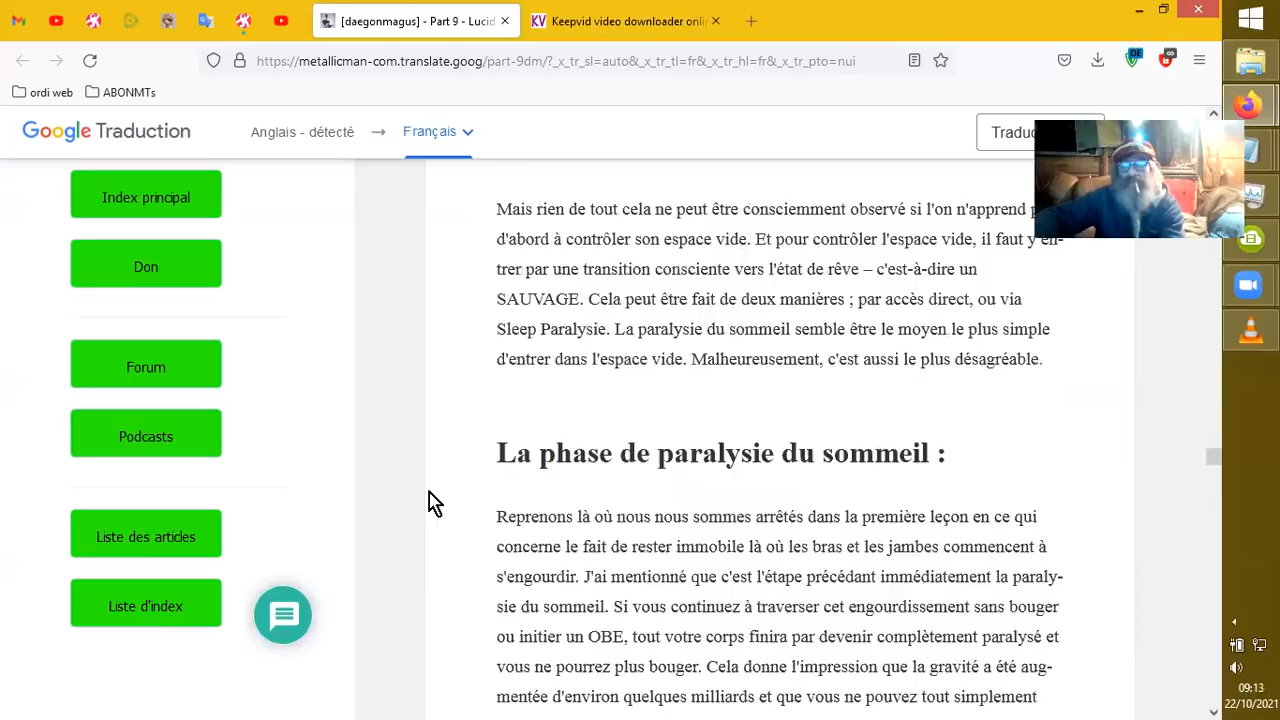 [daegonmagus] - Part 9 - Lucid
Keepvid video downloader onli
https://metallicman-com.translate.goog/part-9dm/?_x_tr_sl=auto&_x_tr_tl=fr&_x_tr_hl=fr&_x_tr_pto=nui
DE
ordi web
ABONMTs
Google Traduction
Anglais - détecté
Français
Index principal
Don
Forum
Podcasts
Liste des articles
Liste d'index
Mais rien de tout cela ne peut être consciemment observé si l'on n'apprend
d'abord à contrôler son espace vide. Et pour contrôler l'espace vide, il faut y en-
trer par une transition consciente vers l'état de rêve – c'est-à-dire un
SAUVAGE. Cela peut être fait de deux manières ; par accès direct, ou via
Sleep Paralysie. La paralysie du sommeil semble être le moyen le plus simple
d'entrer dans l'espace vide. Malheureusement, c'est aussi le plus désagréable.
La phase de paralysie du sommeil :
Reprenons là où nous nous sommes arrêtés dans la première leçon en ce qui
concerne le fait de rester immobile là où les bras et les jambes commencent à
s'engourdir. J'ai mentionné que c'est l'étape précédant immédiatement la paraly-
sie du sommeil. Si vous continuez à traverser cet engourdissement sans bouger
ou initier un OBE, tout votre corps finira par devenir complètement paralysé et
vous ne pourrez plus bouger. Cela donne l'impression que la gravité a été aug-
mentée d'environ quelques milliards et que vous ne pouvez tout simplement
09:13
22/10/2021